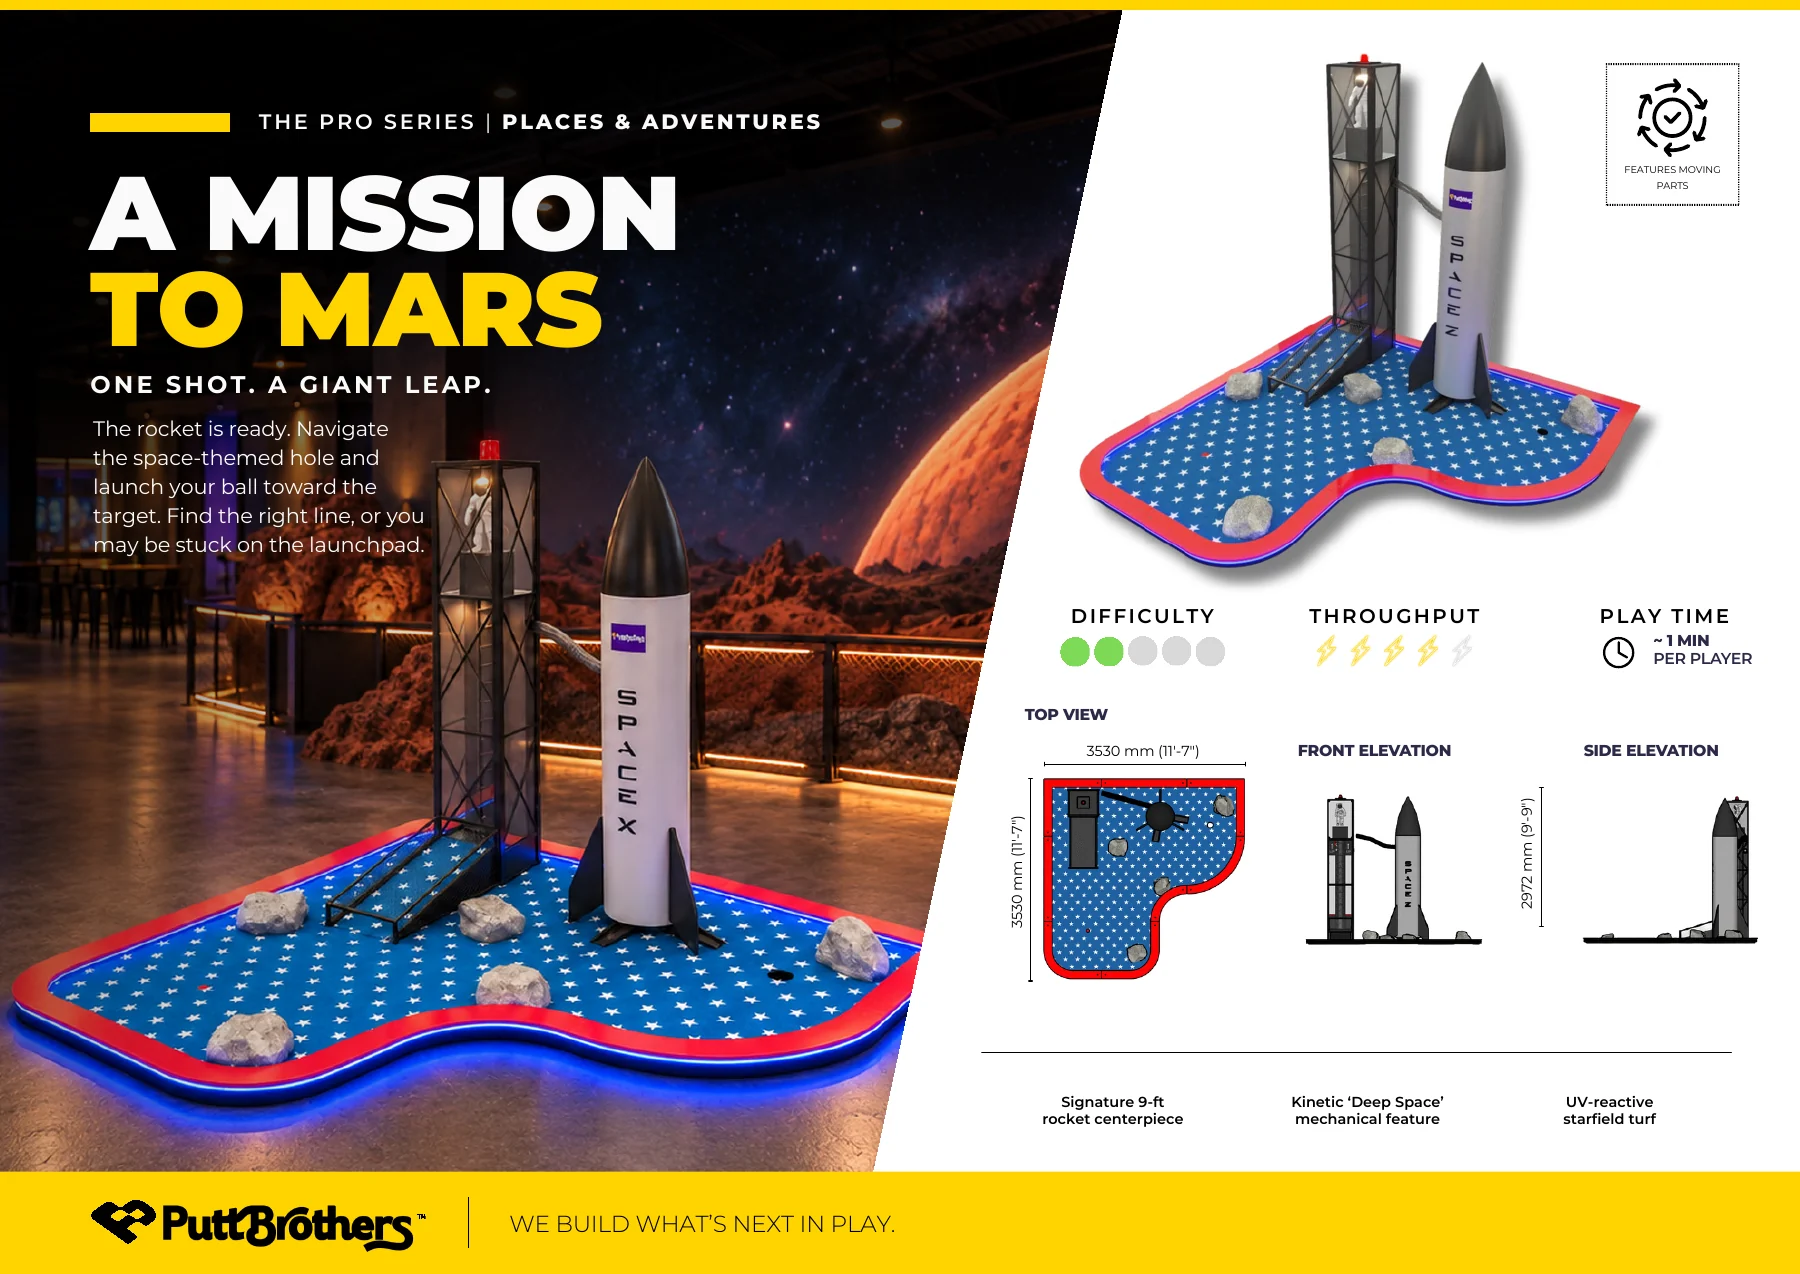 THE PRO SERIES | PLACES & ADVENTURES
A MISSION
TO MARS
ONE SHOT. A GIANT LEAP.
The rocket is ready. Navigate
the space-themed hole and
launch your ball toward the
target. Find the right line, or you
may be stuck on the launchpad.
SPACE X
SPACE Z
FEATURES MOVING
PARTS
DIFFICULTY
THROUGHPUT
PLAY TIME
~ 1 MIN
PER PLAYER
TOP VIEW
3530 mm (11'-7")
3530 mm (11'-7")
FRONT ELEVATION
SPACE Z
SIDE ELEVATION
2972 mm (9'-9")
Signature 9-ft
rocket centerpiece
Kinetic ‘Deep Space’
mechanical feature
UV-reactive
starfield turf
PuttBrothers™
WE BUILD WHAT’S NEXT IN PLAY.